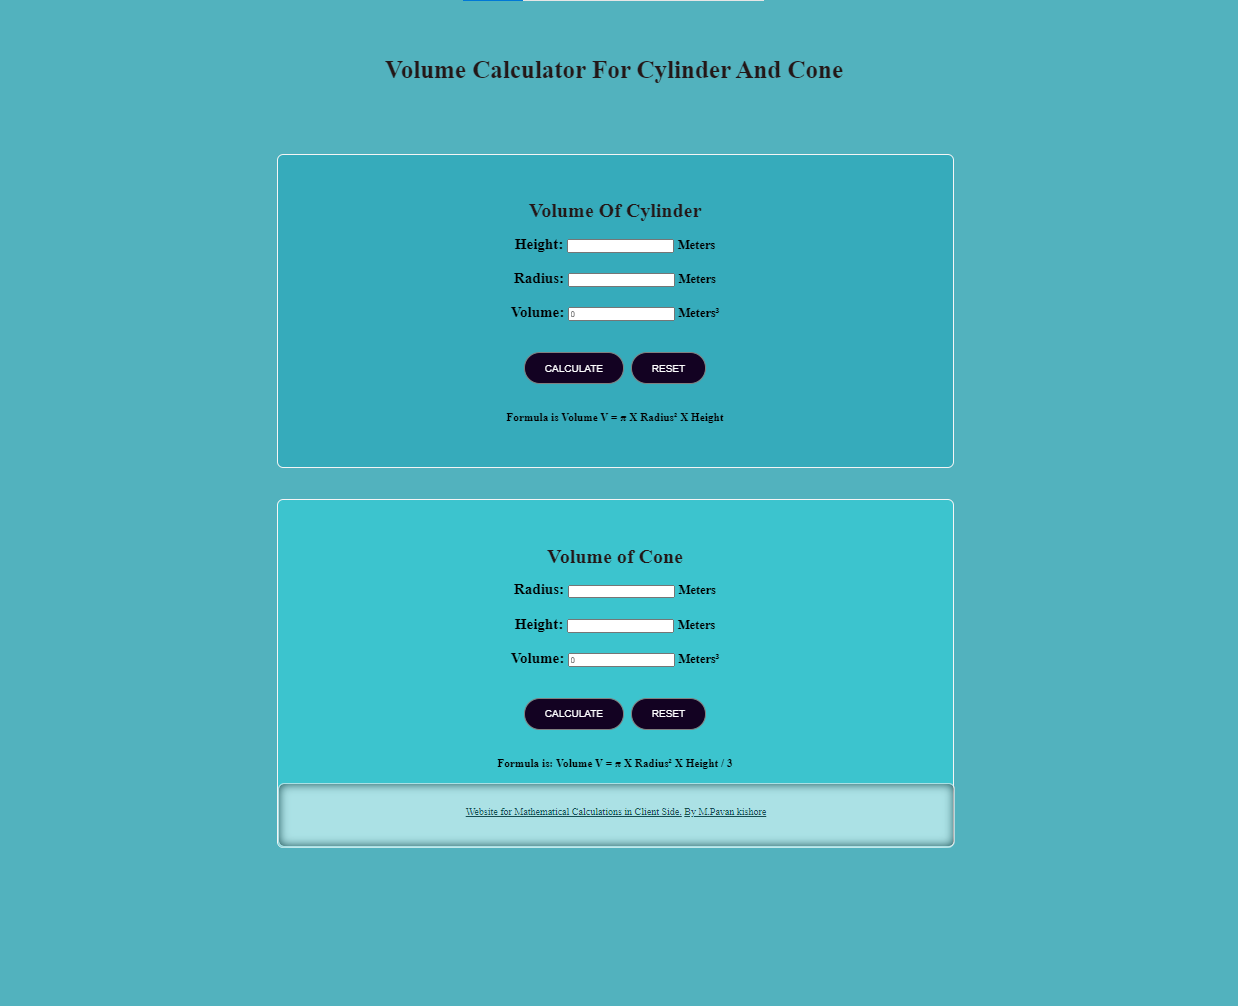 Volume Calculator For Cylinder And Cone
Volume Of Cylinder
Height: Meters
Radius: Meters
Volume: 0 Meters³
CALCULATE RESET
Formula is Volume V = π X Radius² X Height
Volume of Cone
Radius: Meters
Height: Meters
Volume: 0 Meters³
CALCULATE RESET
Formula is: Volume V = π X Radius² X Height / 3
Website for Mathematical Calculations in Client Side. By M.Pavan kishore